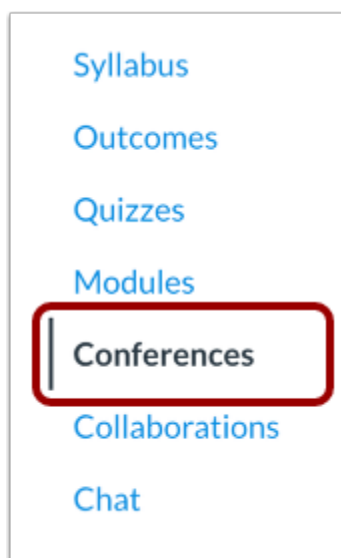 Syllabus
Outcomes
Quizzes
Modules
Conferences
Collaborations
Chat